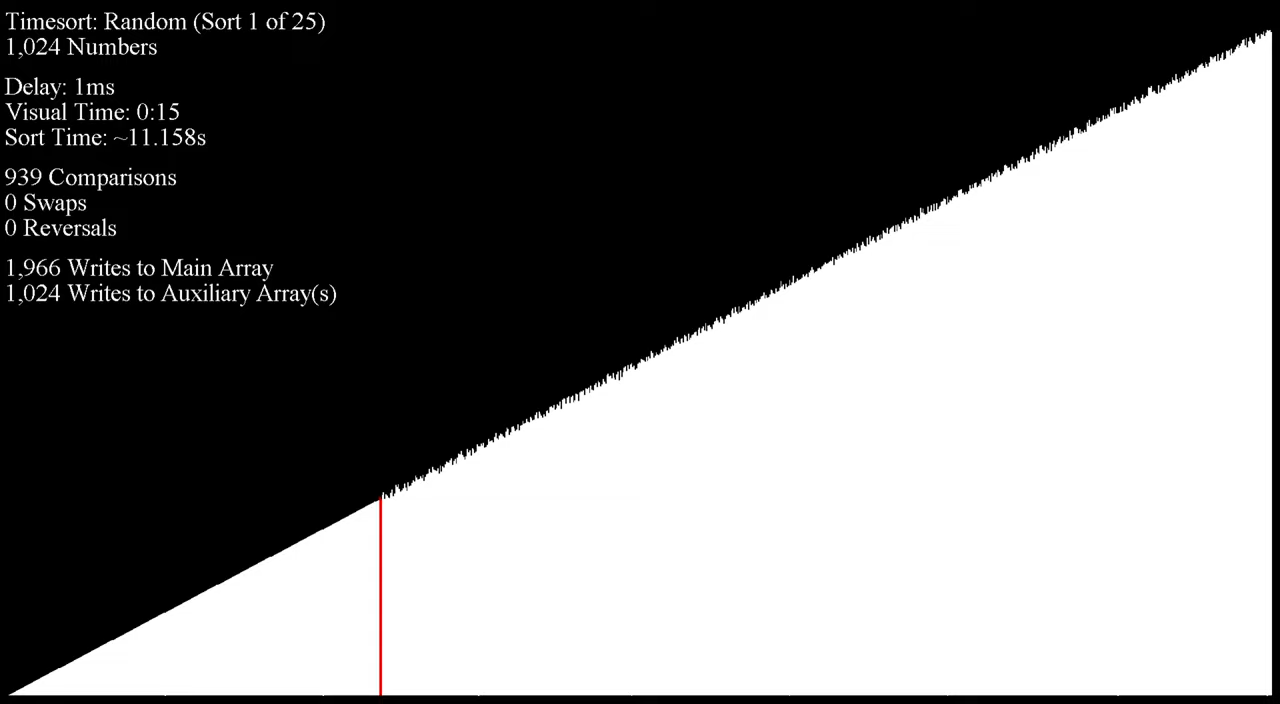 Timesort: Random (Sort 1 of 25)
1,024 Numbers
Delay: 1ms
Visual Time: 0:15
Sort Time: ~11.158s
939 Comparisons
0 Swaps
0 Reversals
1,966 Writes to Main Array
1,024 Writes to Auxiliary Array(s)